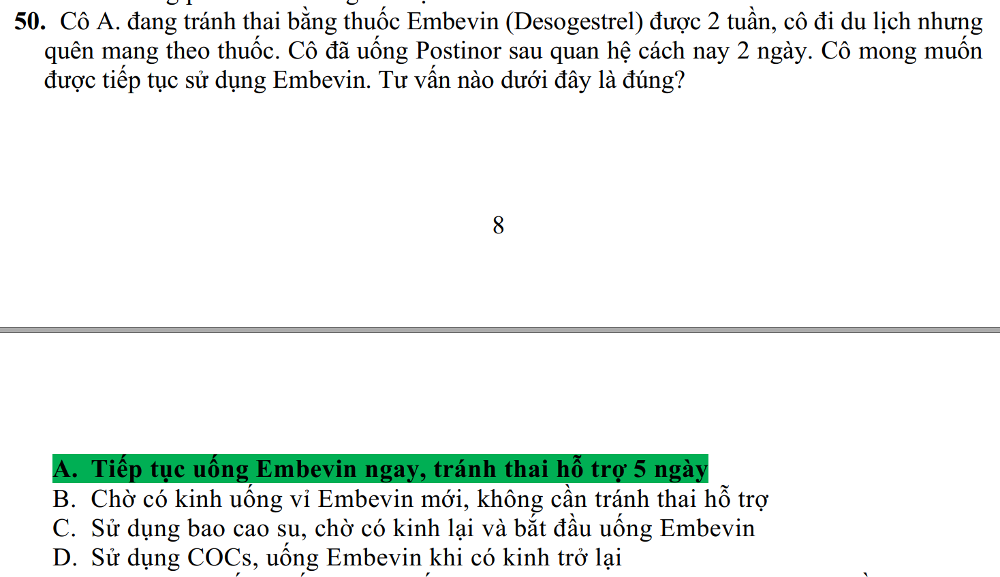 50. Cô A. đang tránh thai bằng thuốc Embevin (Desogestrel) được 2 tuần, cô đi du lịch nhưng
quên mang theo thuốc. Cô đã uống Postinor sau quan hệ cách nay 2 ngày. Cô mong muốn
được tiếp tục sử dụng Embevin. Tư vấn nào dưới đây là đúng?
8
A. Tiếp tục uống Embevin ngay, tránh thai hỗ trợ 5 ngày
B. Chờ có kinh uống vỉ Embevin mới, không cần tránh thai hỗ trợ
C. Sử dụng bao cao su, chờ có kinh lại và bắt đầu uống Embevin
D. Sử dụng COCs, uống Embevin khi có kinh trở lại